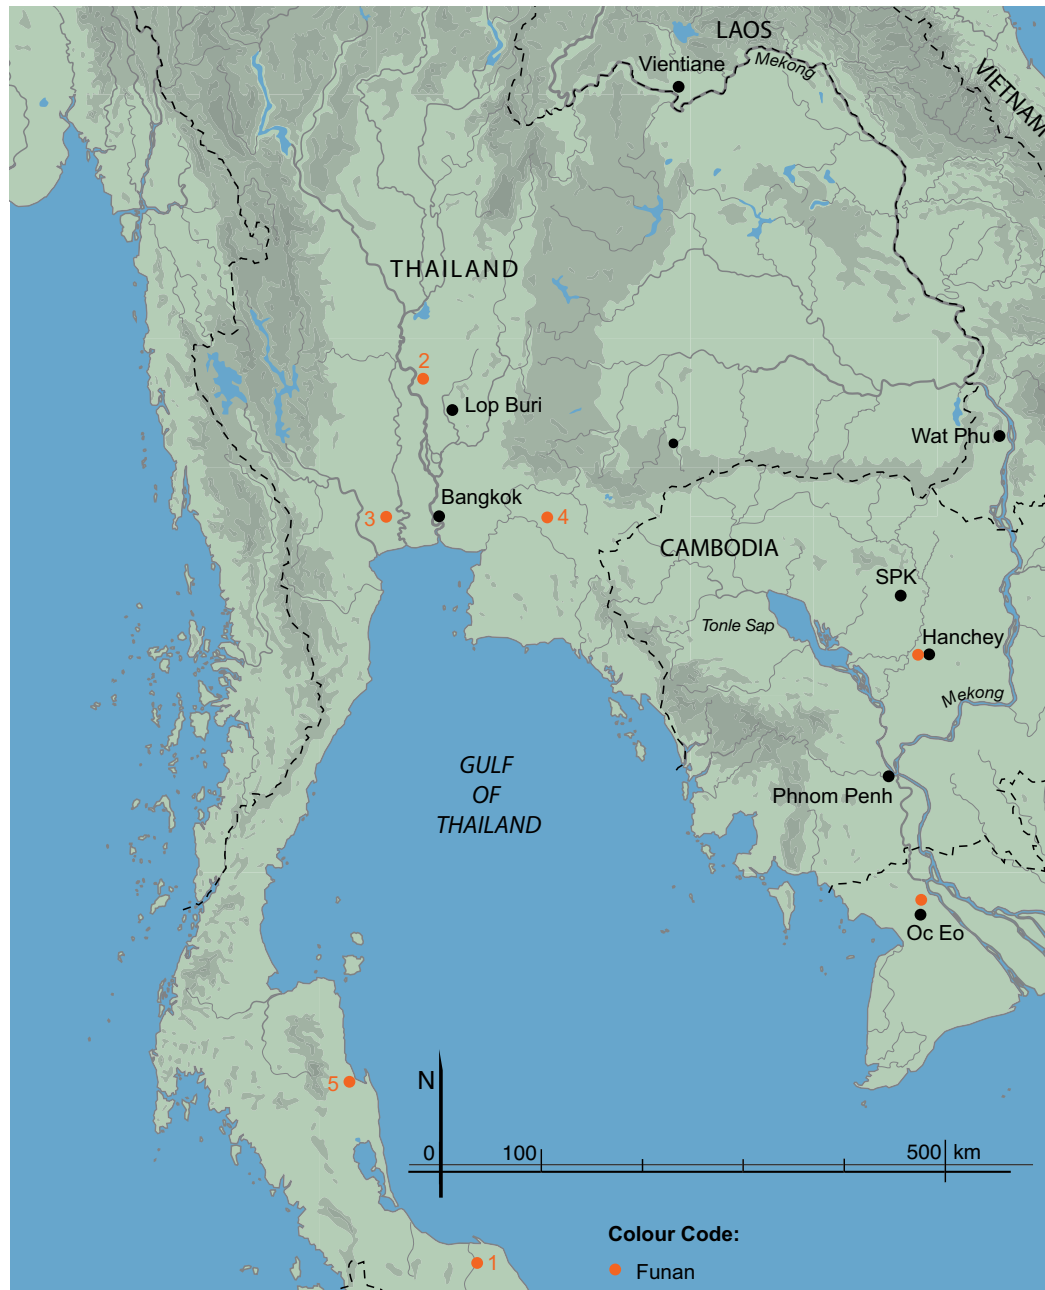 LAOS
Vientiane
Mekong
VIETNAM
THAILAND
2
Lop Buri
Wat Phu
Bangkok
3
4
CAMBODIA
SPK
Tonle Sap
Hanchey
Mekong
GULF
OF
THAILAND
Phnom Penh
Oc Eo
5
N
0
100
500 km
Colour Code:
1
Funan